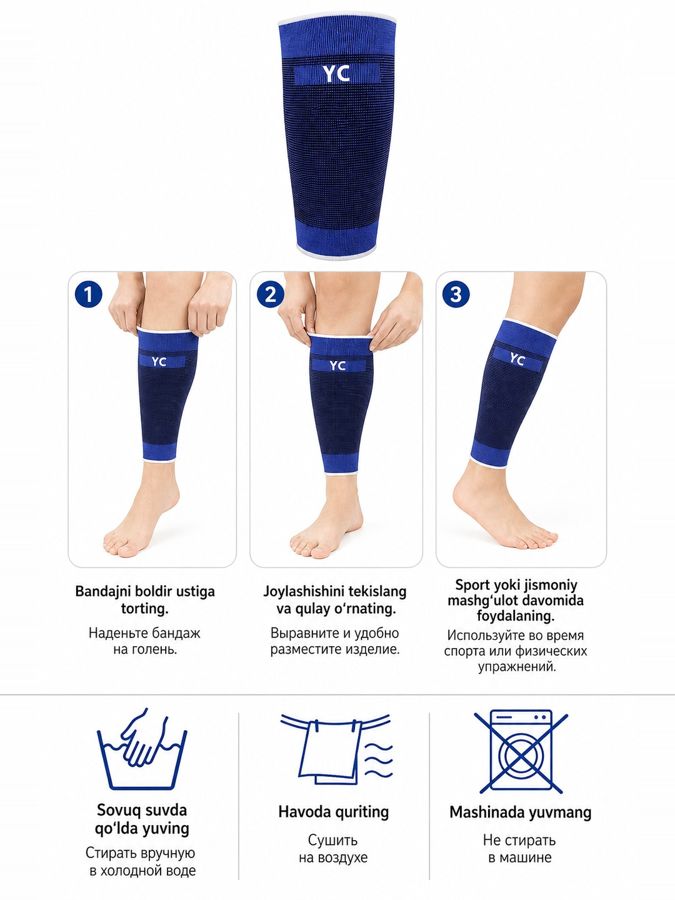 YC
1
YC
2
YC
3
YC
Bandajni boldir ustiga
torting.
Наденьте бандаж
на голень.
Joylashishini tekislang
va qulay o‘rnating.
Выравните и удобно
разместите изделие.
Sport yoki jismoniy
mashg‘ulot davomida
foydalaning.
Используйте во время
спорта или физических
упражнений.
Sovuq suvda
qo‘lda yuving
Стирать вручную
в холодной воде
Havoda quriting
Сушить
на воздухе
Mashinada yuvmang
Не стирать
в машине